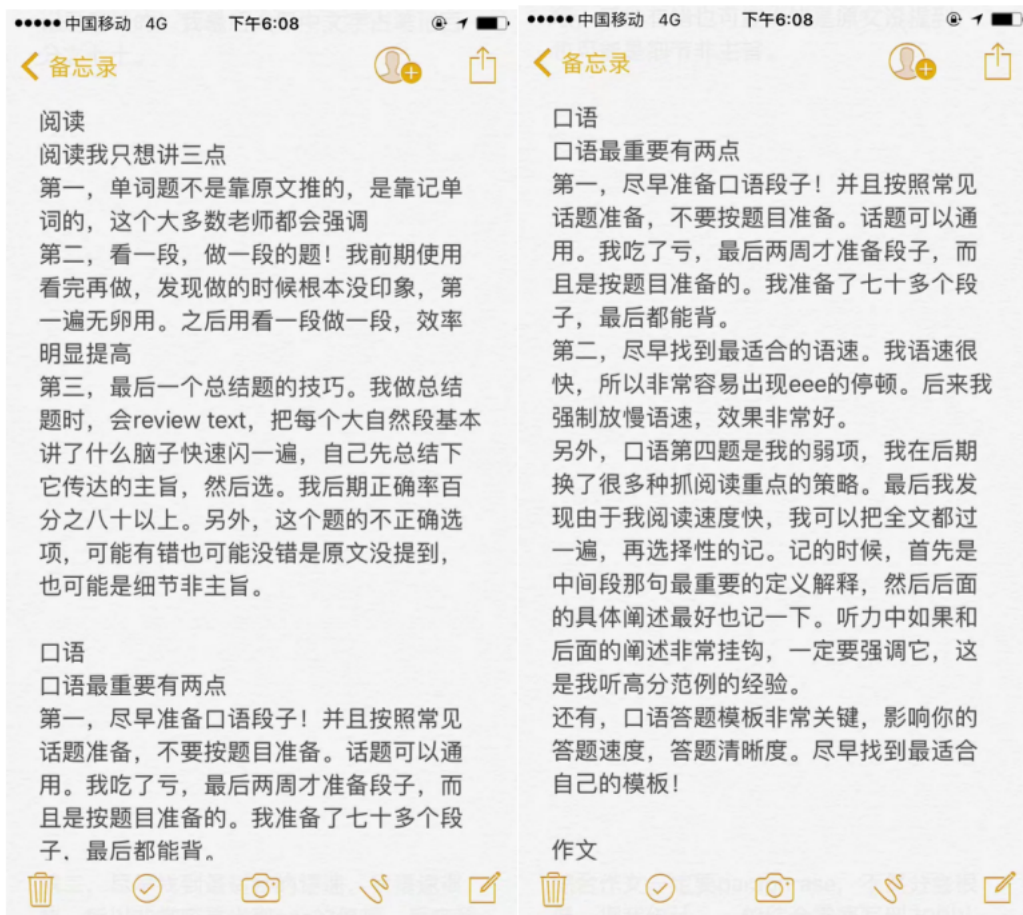 中国移动 4G 下午6:08
备忘录
阅读
阅读我只想讲三点
第一，单词题不是靠原文推的，是靠记单
词的，这个大多数老师都会强调
第二，看一段，做一段的题！我前期使用
看完再做，发现做的时候根本没印象，第
一遍无卵用。之后用看一段做一段，效率
明显提高
第三，最后一个总结题的技巧。我做总结
题时，会review text，把每个大自然段基本
讲了什么脑子快速闪一遍，自己先总结下
它传达的主旨，然后选。我后期正确率百
分之八十以上。另外，这个题的不正确选
项，可能有错也可能没错是原文没提到，
也可能是细节非主旨。
口语
口语最重要有两点
第一，尽早准备口语段子！并且按照常见
话题准备，不要按题目准备。话题可以通
用。我吃了亏，最后两周才准备段子，而
且是按题目准备的。我准备了七十多个段
子，最后都能背。
中国移动 4G 下午6:08
备忘录
口语
口语最重要有两点
第一，尽早准备口语段子！并且按照常见
话题准备，不要按题目准备。话题可以通
用。我吃了亏，最后两周才准备段子，而
且是按题目准备的。我准备了七十多个段
子，最后都能背。
第二，尽早找到最适合的语速。我语速很
快，所以非常容易出现eee的停顿。后来我
强制放慢语速，效果非常好。
另外，口语第四题是我的弱项，我在后期
换了很多种抓阅读重点的策略。最后我发
现由于我阅读速度快，我可以把全文都过
一遍，再选择性的记。记的时候，首先是
中间段那句最重要的定义解释，然后后面
的具体阐述最好也记一下。听力中如果和
后面的阐述非常挂钩，一定要强调它，这
是我听高分范例的经验。
还有，口语答题模板非常关键，影响你的
答题速度，答题清晰度。尽早找到最适合
自己的模板！
作文